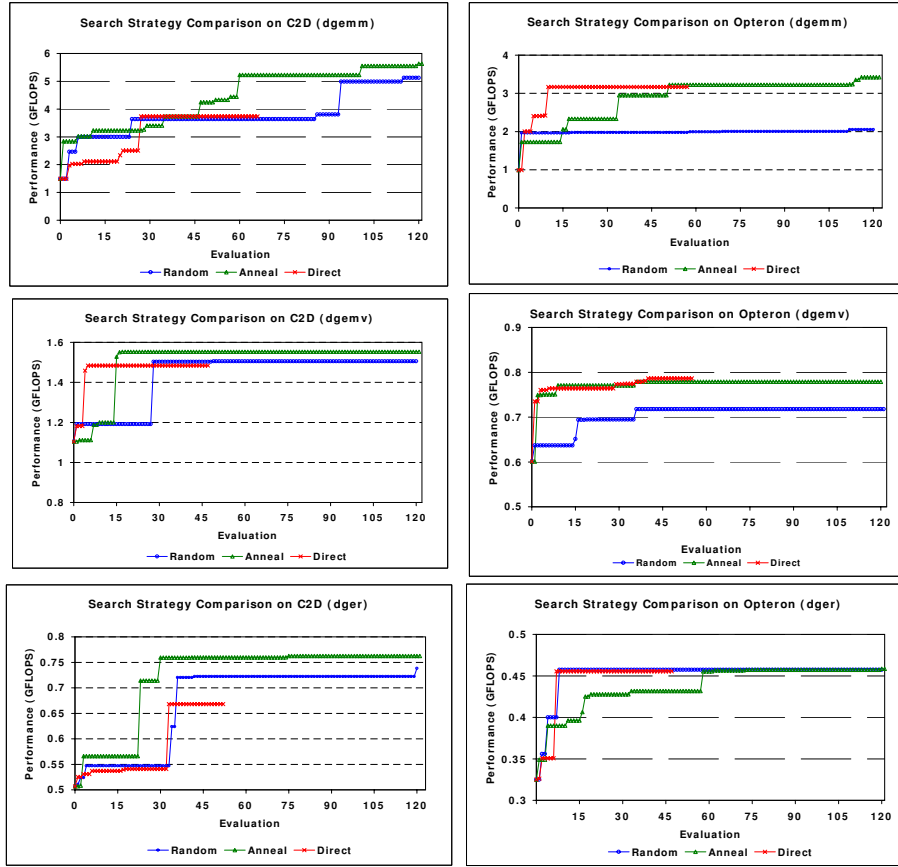 Search Strategy Comparison on C2D (dgemm)
Performance (GFLOPS)
6
5
4
3
2
1
0
0 15 30 45 60 75 90 105 120
Evaluation
Random Anneal Direct
Search Strategy Comparison on Opteron (dgemm)
Performance (GFLOPS)
4
3
2
1
0
0 15 30 45 60 75 90 105 120
Evaluation
Random Anneal Direct
Search Strategy Comparison on C2D (dgemv)
Performance (GFLOPS)
1.6
1.4
1.2
1
0.8
0 15 30 45 60 75 90 105 120
Evaluation
Random Anneal Direct
Search Strategy Comparison on Opteron (dgemv)
Performance (GFLOPS)
0.9
0.8
0.7
0.6
0.5
0 15 30 45 60 75 90 105 120
Evaluation
Random Anneal Direct
Search Strategy Comparison on C2D (dger)
Performance (GFLOPS)
0.8
0.75
0.7
0.65
0.6
0.55
0.5
0 15 30 45 60 75 90 105 120
Evaluation
Random Anneal Direct
Search Strategy Comparison on Opteron (dger)
Performance (GFLOPS)
0.5
0.45
0.4
0.35
0.3
15 30 45 60 75 90 105 120
Evaluation
Random Anneal Direct